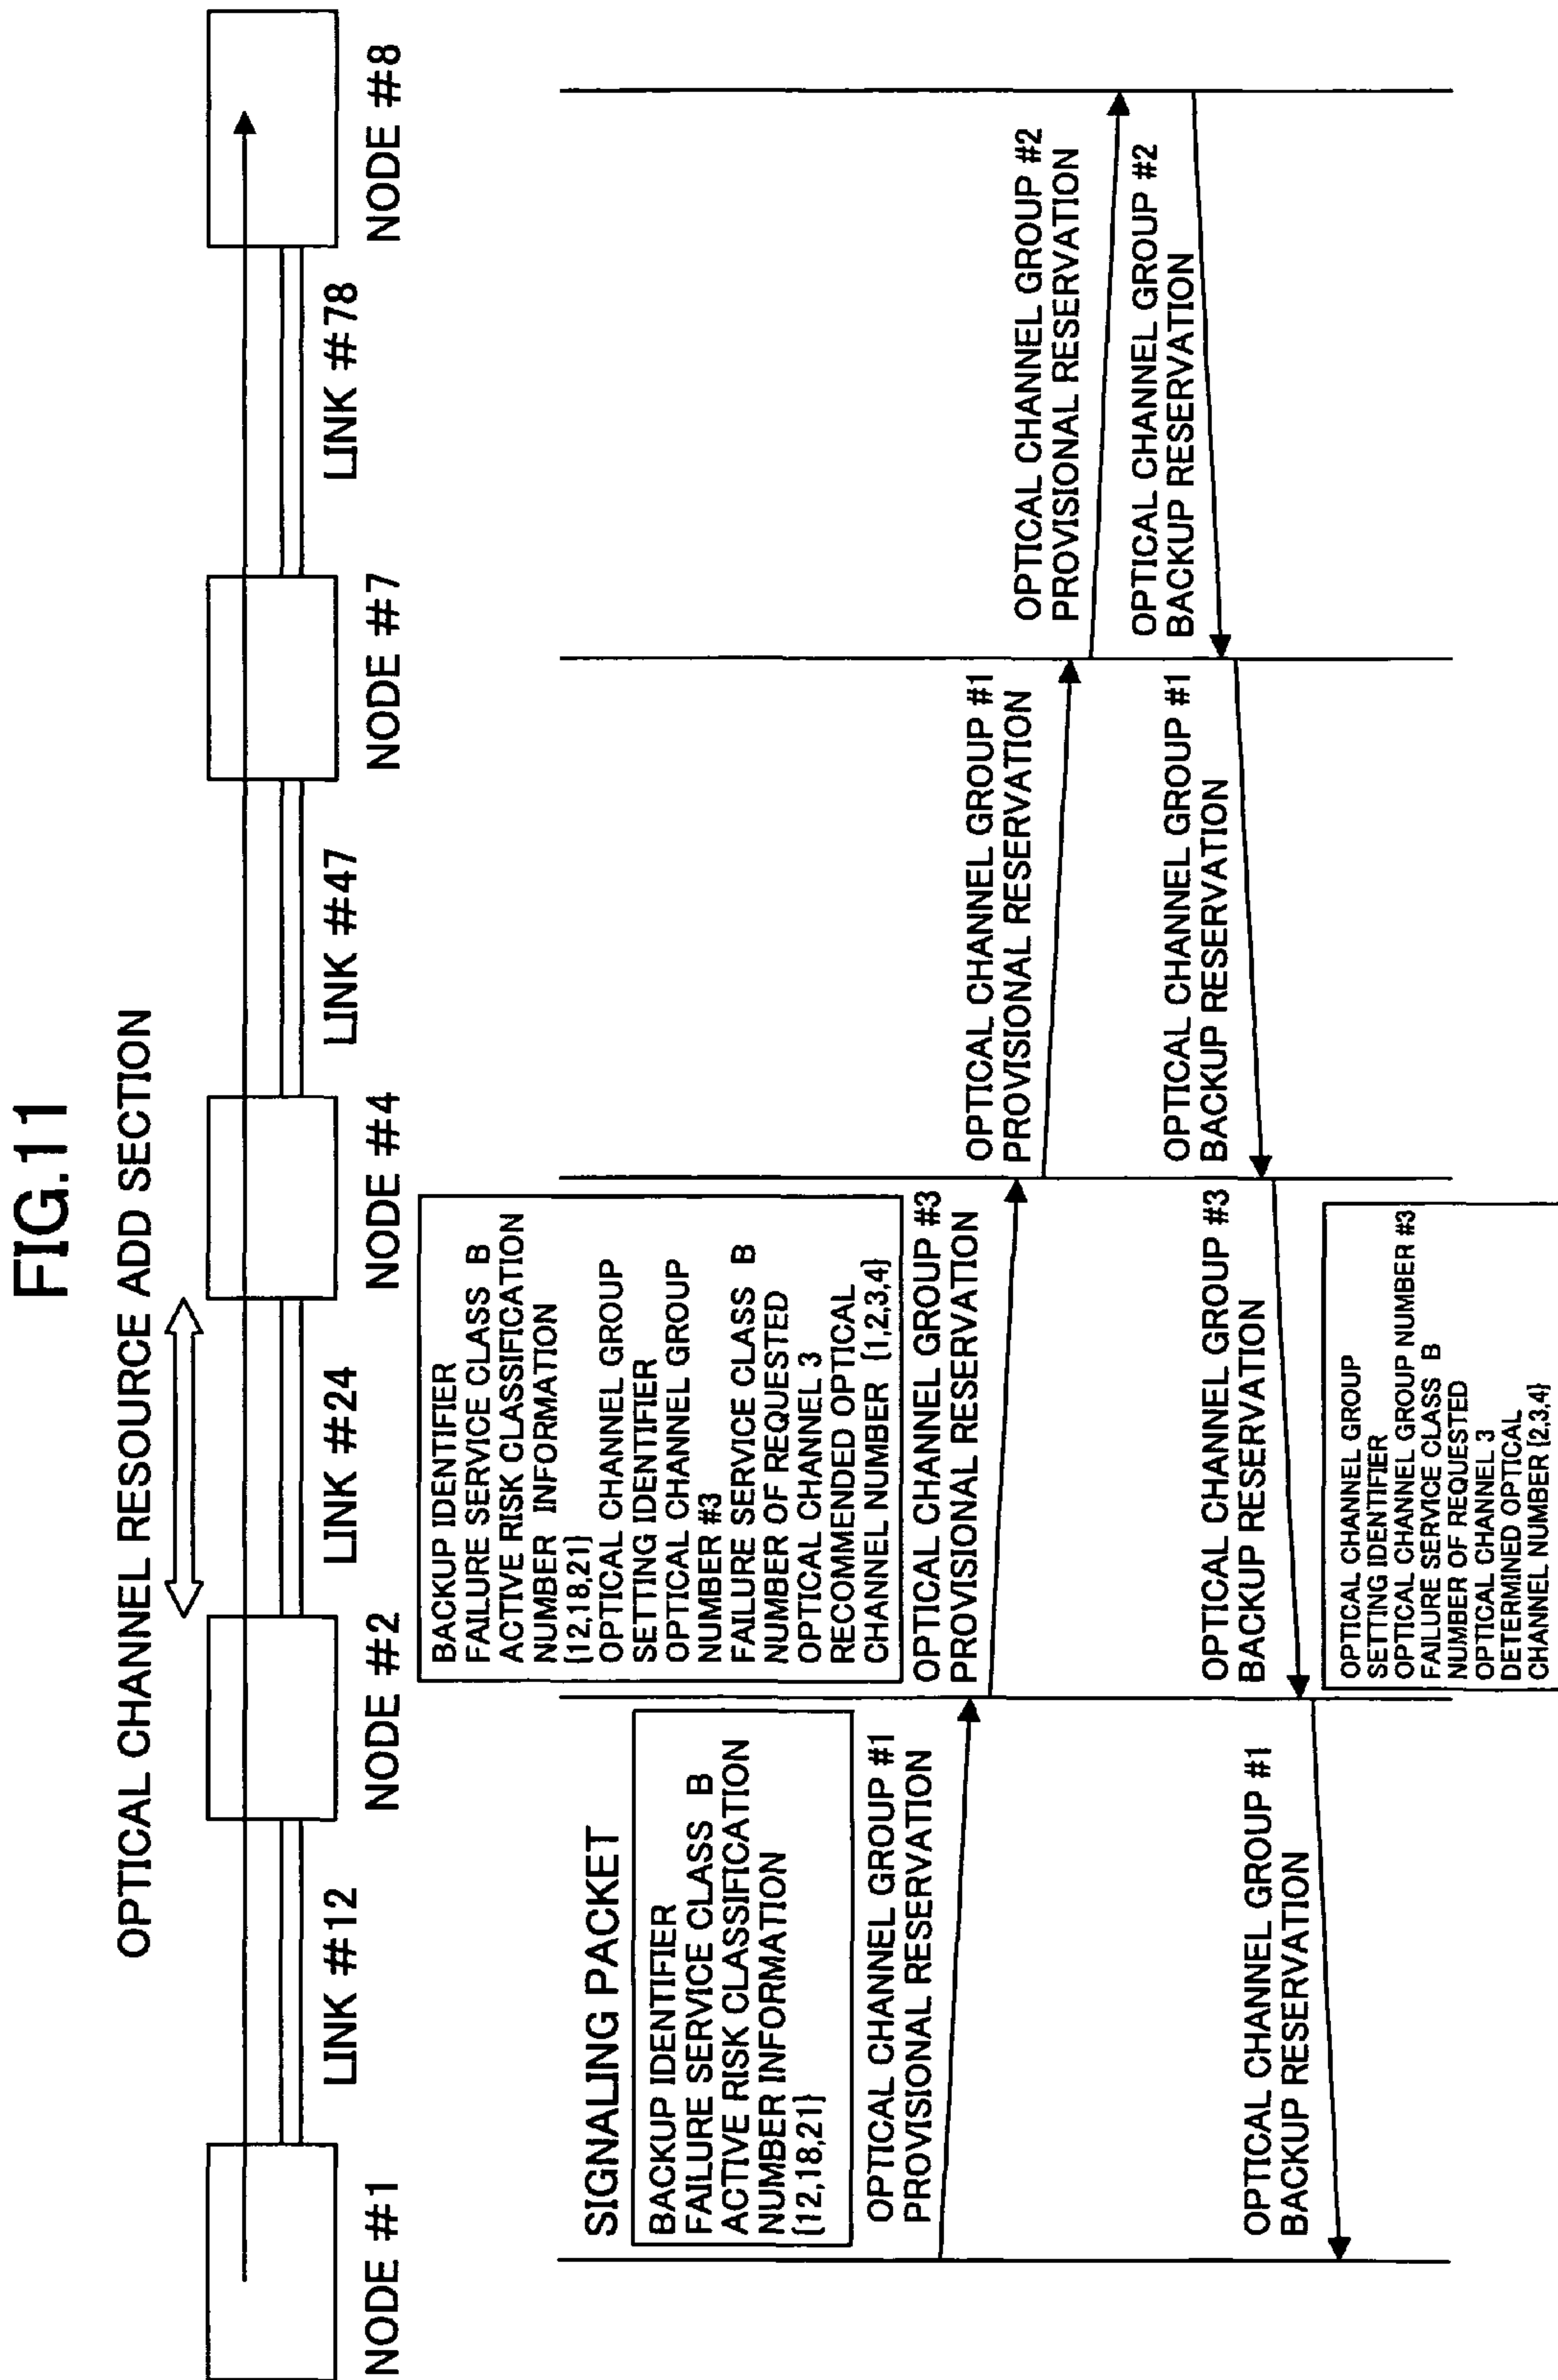 FIG.11
OPTICAL CHANNEL RESOURCE ADD SECTION
LINK #12
LINK #24
LINK #47
LINK #78
NODE #1
NODE #2
NODE #4
NODE #7
NODE #8
SIGNALING PACKET
BACKUP IDENTIFIER
FAILURE SERVICE CLASS B
ACTIVE RISK CLASSIFICATION
NUMBER INFORMATION
{12,18,21}
OPTICAL CHANNEL GROUP #1
PROVISIONAL RESERVATION
BACKUP IDENTIFIER
FAILURE SERVICE CLASS B
ACTIVE RISK CLASSIFICATION
NUMBER INFORMATION
{12,18,21}
OPTICAL CHANNEL GROUP
SETTING IDENTIFIER
OPTICAL CHANNEL GROUP
NUMBER #3
FAILURE SERVICE CLASS B
NUMBER OF REQUESTED
OPTICAL CHANNEL 3
RECOMMENDED OPTICAL
CHANNEL NUMBER {1,2,3,4}
OPTICAL CHANNEL GROUP #3
PROVISIONAL RESERVATION
OPTICAL CHANNEL GROUP #1
PROVISIONAL RESERVATION
OPTICAL CHANNEL GROUP #2
PROVISIONAL RESERVATION
OPTICAL CHANNEL GROUP #2
BACKUP RESERVATION
OPTICAL CHANNEL GROUP #1
BACKUP RESERVATION
OPTICAL CHANNEL GROUP #3
BACKUP RESERVATION
OPTICAL CHANNEL GROUP
SETTING IDENTIFIER
OPTICAL CHANNEL GROUP NUMBER #3
FAILURE SERVICE CLASS B
NUMBER OF REQUESTED
OPTICAL CHANNEL 3
DETERMINED OPTICAL
CHANNEL NUMBER {2,3,4}
OPTICAL CHANNEL GROUP #1
BACKUP RESERVATION